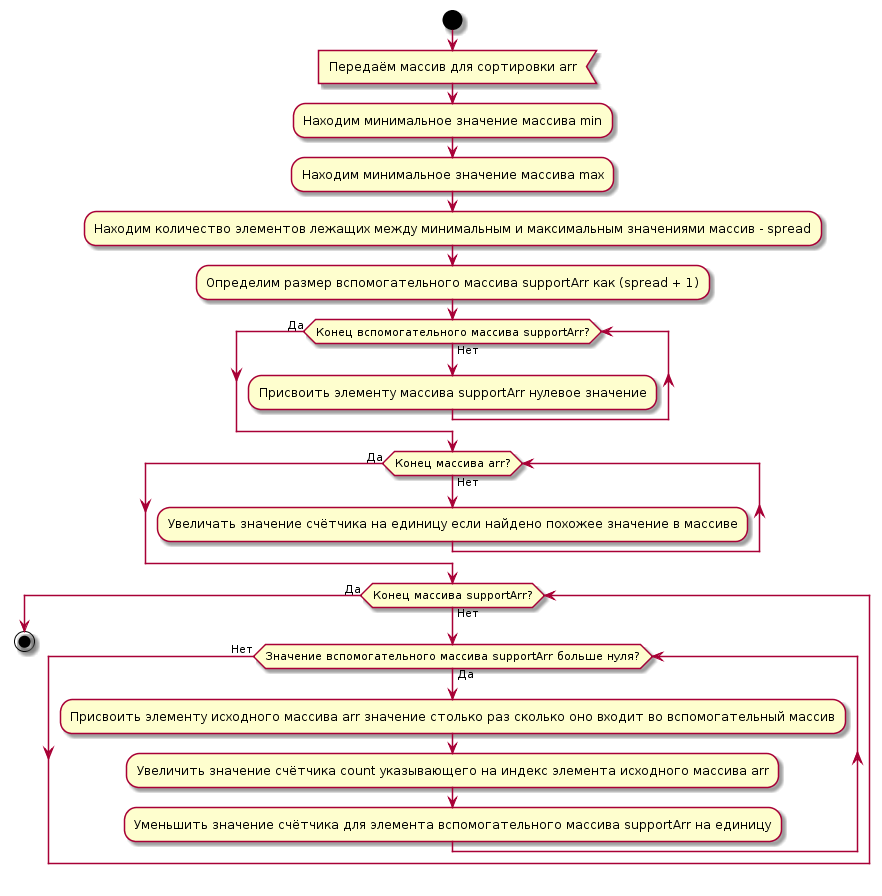 Передаём массив для сортировки arr
Находим минимальное значение массива min
Находим минимальное значение массива max
Находим количество элементов лежащих между минимальным и максимальным значениями массив - spread
Определим размер вспомогательного массива supportArr как (spread + 1)
Да
Конец вспомогательного массива supportArr?
Нет
Присвоить элементу массива supportArr нулевое значение
Да
Конец массива arr?
Нет
Увеличать значение счётчика на единицу если найдено похожее значение в массиве
Да
Конец массива supportArr?
Нет
Нет
Значение вспомогательного массива supportArr больше нуля?
Да
Присвоить элементу исходного массива arr значение столько раз сколько оно входит во вспомогательный массив
Увеличить значение счётчика count указывающего на индекс элемента исходного массива arr
Уменьшить значение счётчика для элемента вспомогательного массива supportArr на единицу